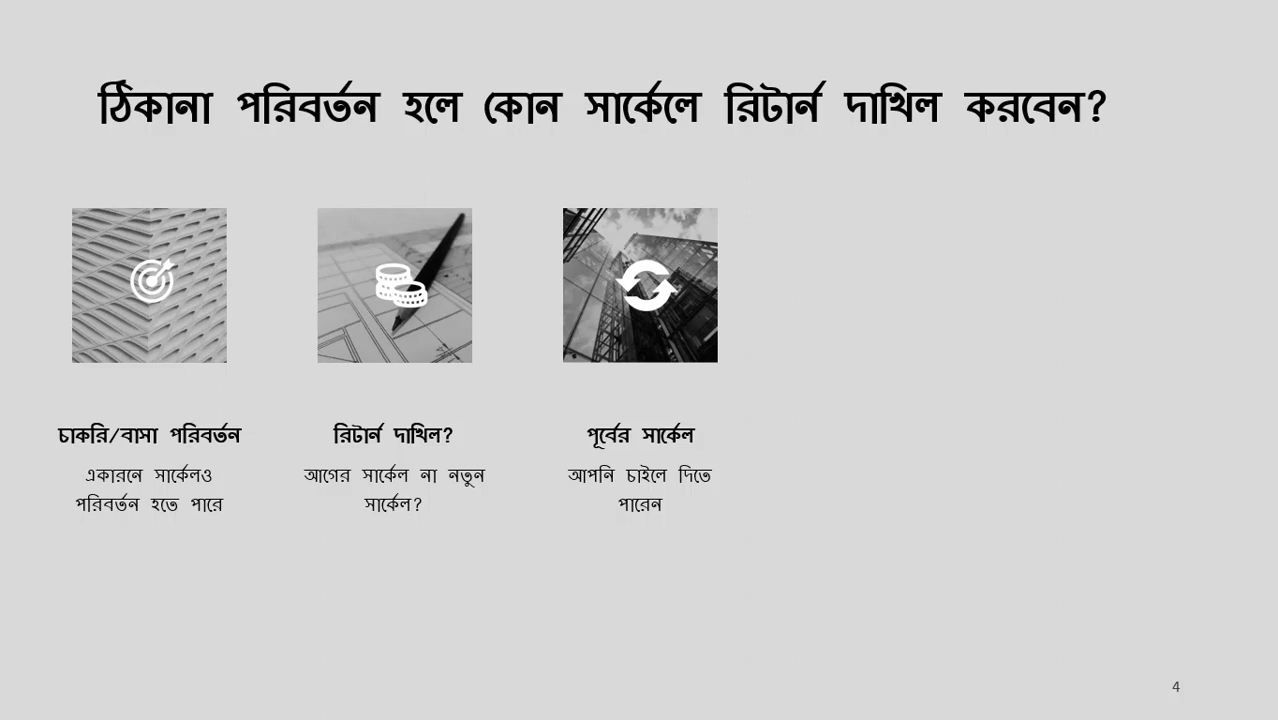 ঠিকানা পরিবর্তন হলে কোন সার্কেলে রিটার্ন দাখিল করবেন?
চাকরি/বাসা পরিবর্তন
একারনে সার্কেলও
পরিবর্তন হতে পারে
রিটার্ন দাখিল?
আগের সার্কেল না নতুন
সার্কেল?
পূর্বের সার্কেল
আপনি চাইলে দিতে
পারেন
4